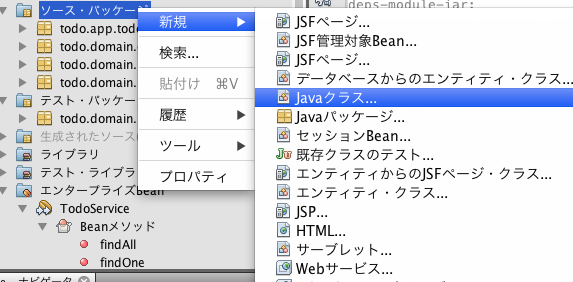 ソース・パッケージ
todo.app.todo
todo.domain.
todo.domain.
todo.domain.
テスト・パッケージ
todo.domain.
生成されたソース
ライブラリ
テスト・ライブラ
エンタープライズBean
TodoService
Beanメソッド
findAll
findOne
ナビゲータ
新規
検索...
貼付け ⌘V
履歴
ツール
プロパティ
deps-module-jar:
JSFページ...
JSF管理対象Bean...
JSFページ...
データベースからのエンティティ・クラス...
Javaクラス...
Javaパッケージ...
セッションBean...
既存クラスのテスト...
エンティティからのJSFページ・クラス...
エンティティ・クラス...
JSP...
HTML...
サーブレット...
Webサービス...